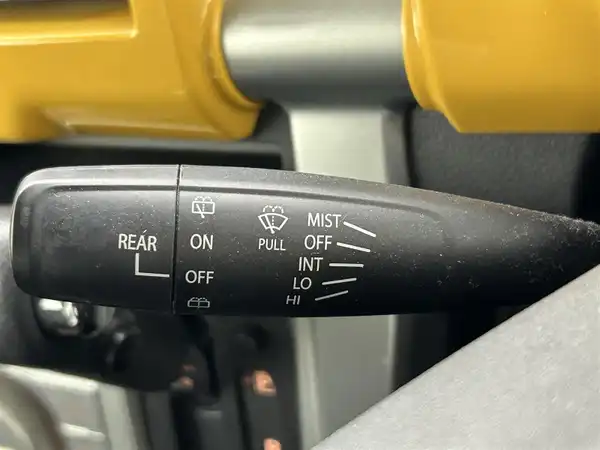 REAR
ON
OFF
PULL
MIST
OFF
INT
LO
HI